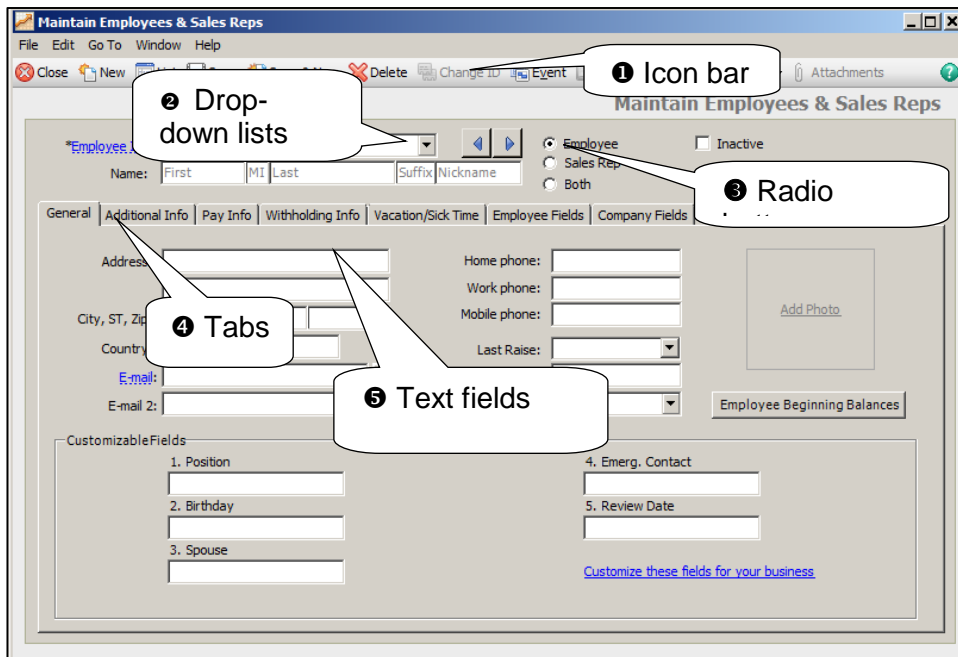 Maintain Employees & Sales Reps
File Edit Go To Window Help
Close New Delete Change ID Event Attachments
❶ Icon bar
Maintain Employees & Sales Reps
❷ Drop-
down lists
*Employee
Employee Inactive
Name: First MI Last Suffix Nickname Sales Rep
Both
❸ Radio
General Additional Info Pay Info Withholding Info Vacation/Sick Time Employee Fields Company Fields
Address Home phone:
Work phone:
City, ST, Zip Mobile phone: Add Photo
❹ Tabs
Country Last Raise:
E-mail:
❺ Text fields
E-mail 2: Employee Beginning Balances
CustomizableFields
1. Position 4. Emerg. Contact
2. Birthday 5. Review Date
3. Spouse
Customize these fields for your business